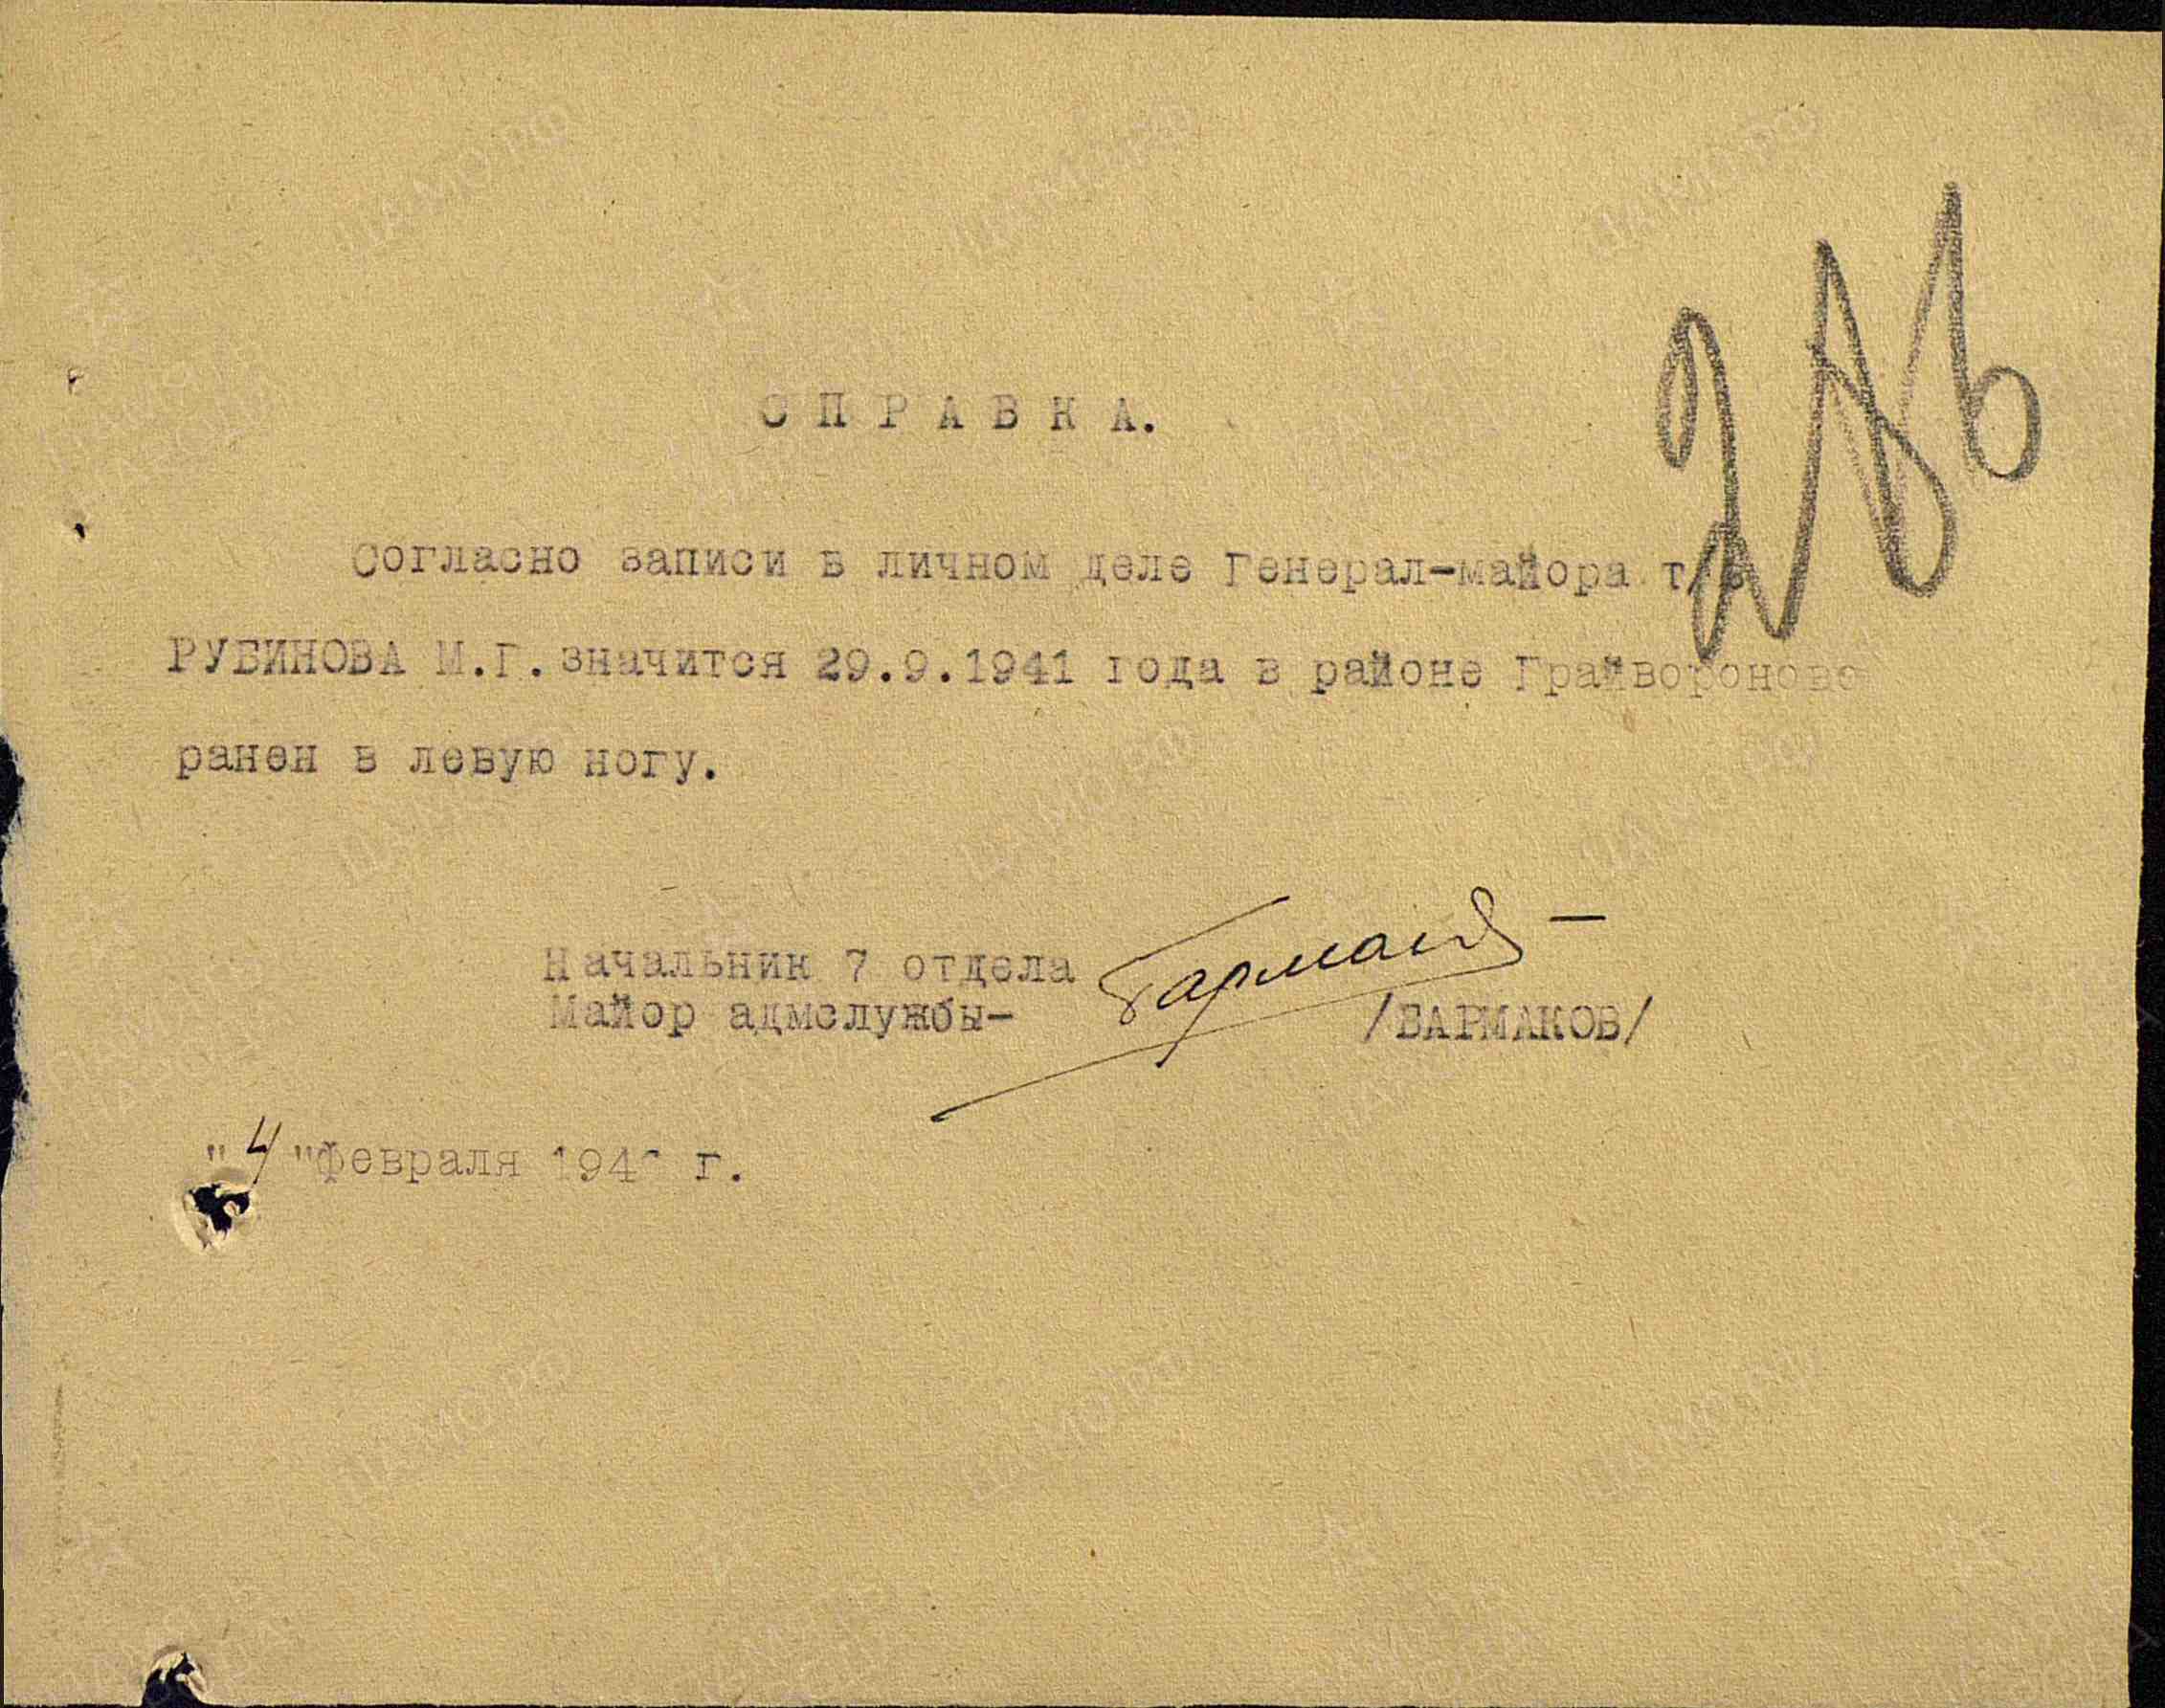 286
СПРАВКА.
Согласно записи в личном деле Генерал-майора т/в
РУБИНОВА М.Г. значится 29.9.1941 года в районе Грайвороново
ранен в левую ногу.
Начальник 7 отдела
Майор адмслужбы- /БАРМАКОВ/
"4" февраля г.